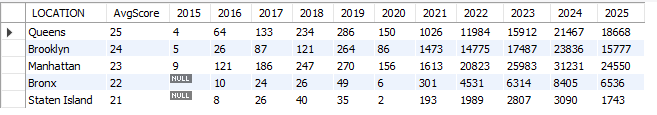 LOCATION AvgScore 2015 2016 2017 2018 2019 2020 2021 2022 2023 2024 2025
Queens 25 4 64 133 234 286 150 1026 11984 15912 21467 18668
Brooklyn 24 5 26 87 121 264 86 1473 14775 17487 23836 15777
Manhattan 23 9 121 186 247 270 156 1613 20823 25983 31231 24550
Bronx 22 NULL 10 24 26 49 6 301 4531 6314 8405 6536
Staten Island 21 NULL 8 26 40 35 2 193 1989 2807 3090 1743